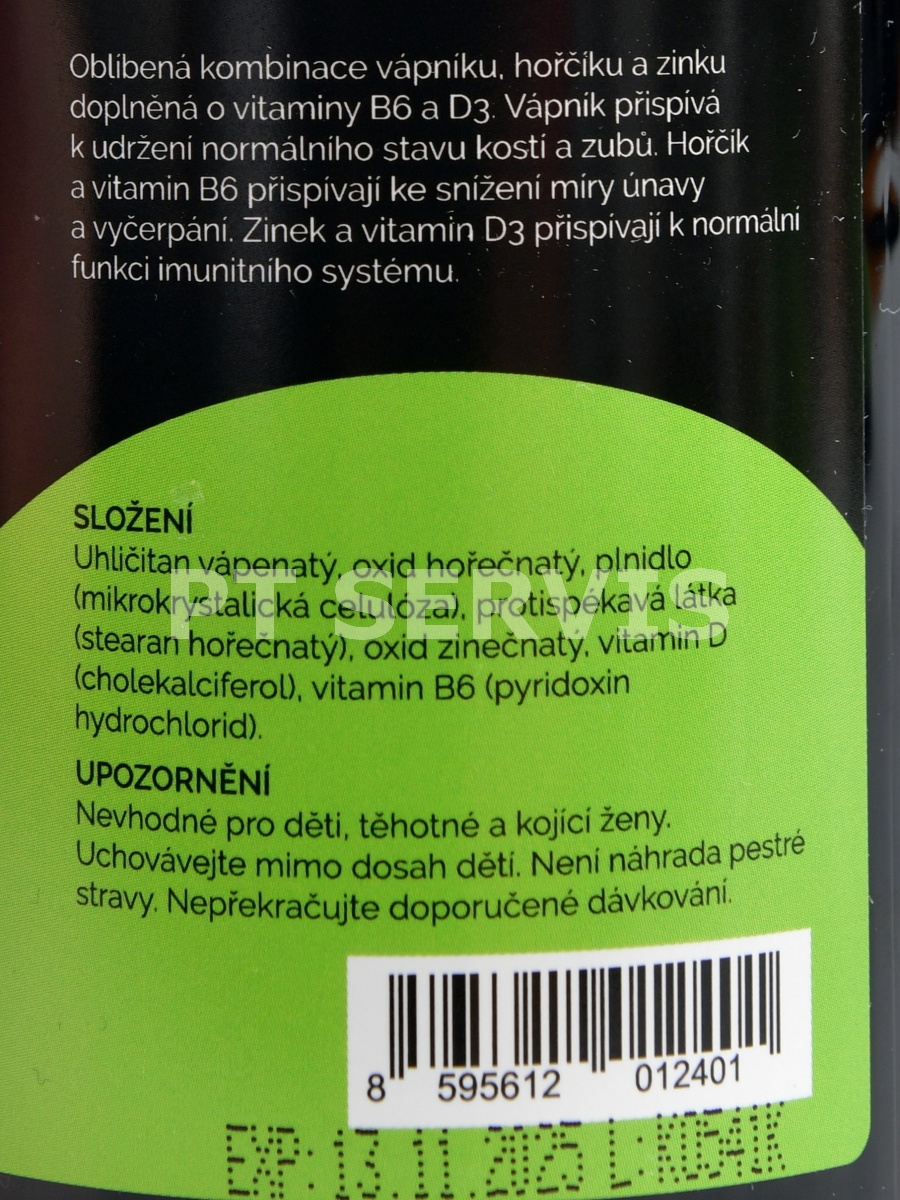 Oblíbená kombinace vápníku, hořčíku a zinku
doplněná o vitaminy B6 a D3. Vápník přispívá
k udržení normálního stavu kostí a zubů. Hořčík
a vitamin B6 přispívají ke snížení míry únavy
a vyčerpání. Zinek a vitamín D3 přispívají k normální
funkci imunitního systému.
SLOŽENÍ
Uhličitan vápenatý, oxid hořečnatý, plnidlo
(mikrokrystalická celulóza), protispékavá látka
PT SERVIS
(stearan hořečnatý), oxid zinečnatý, vitamin D
(cholekalciferol), vitamin B6 (pyridoxin
hydrochlorid).
UPOZORNĚNÍ
Nevhodné pro děti, těhotné a kojící ženy.
Uchovávejte mimo dosah dětí. Není náhrada pestré
stravy. Nepřekračujte doporučené dávkování.
8 595612 012401
EXP: 13.11.2025 L:K0541K